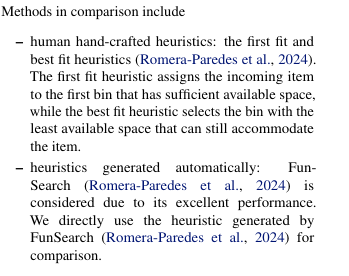 Methods in comparison include
– human hand-crafted heuristics: the first fit and
best fit heuristics (Romera-Paredes et al., 2024).
The first fit heuristic assigns the incoming item
to the first bin that has sufficient available space,
while the best fit heuristic selects the bin with the
least available space that can still accommodate
the item.
– heuristics generated automatically: Fun-
Search (Romera-Paredes et al., 2024) is
considered due to its excellent performance.
We directly use the heuristic generated by
FunSearch (Romera-Paredes et al., 2024) for
comparison.